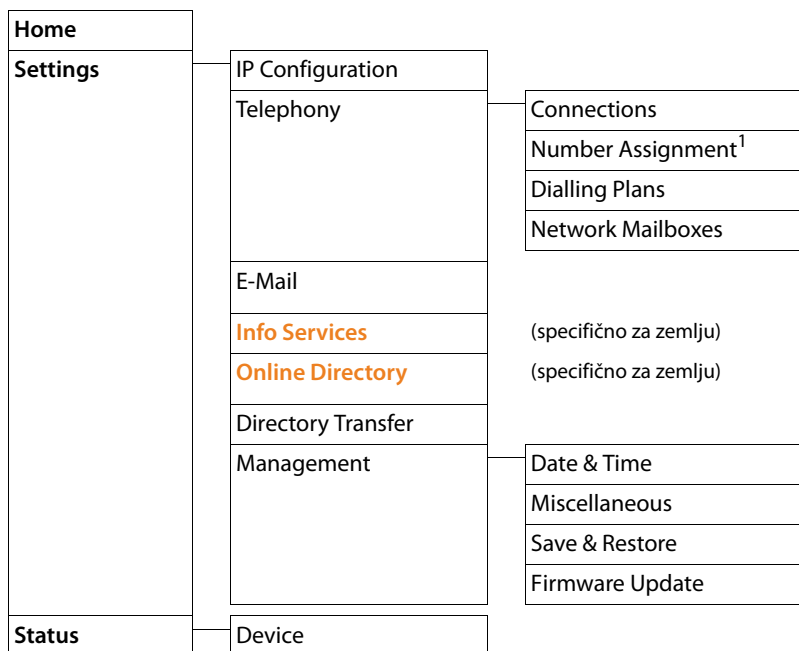 Home
Settings
IP Configuration
Telephony
Connections
Number Assignment1
Dialling Plans
Network Mailboxes
E-Mail
Info Services (specifično za zemlju)
Online Directory (specifično za zemlju)
Directory Transfer
Management
Date & Time
Miscellaneous
Save & Restore
Firmware Update
Status
Device